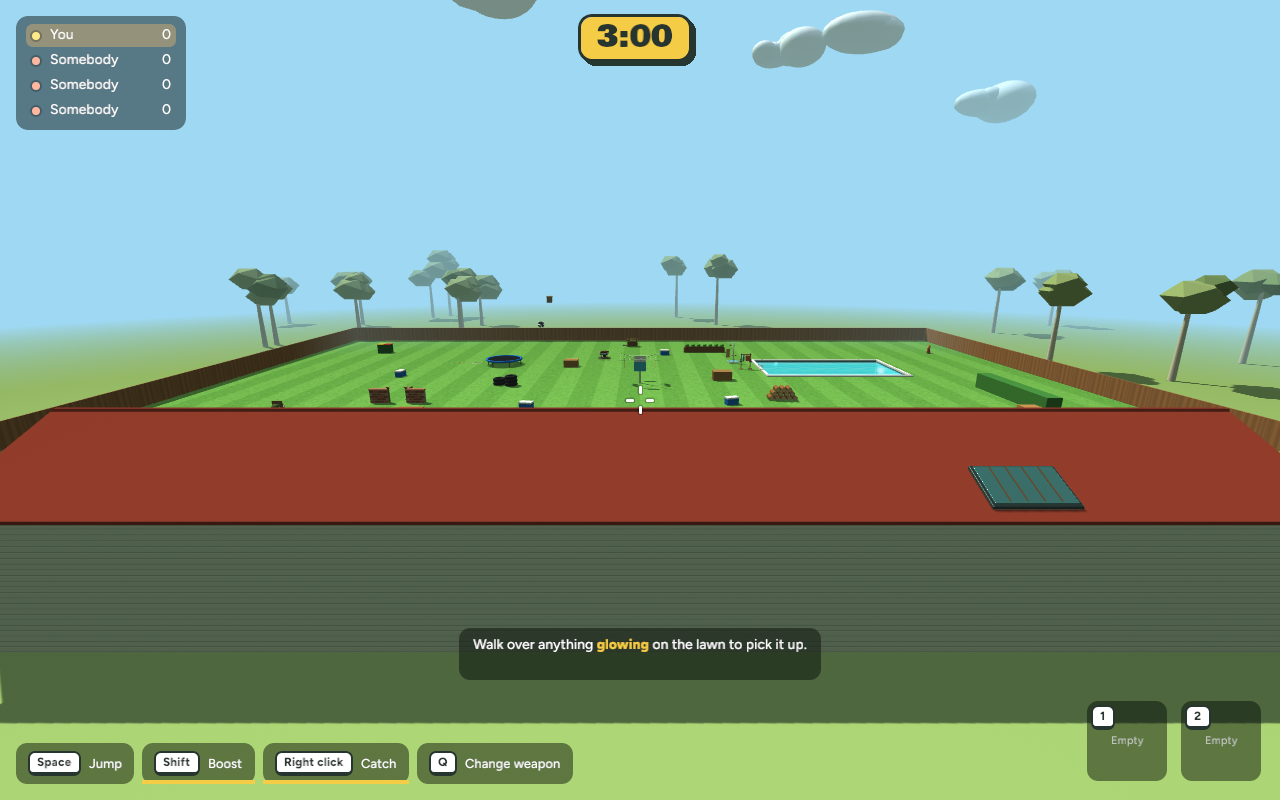 You 0
Somebody 0
Somebody 0
Somebody 0
3:00
Walk over anything glowing on the lawn to pick it up.
Space Jump
Shift Boost
Right click Catch
Q Change weapon
1
Empty
2
Empty